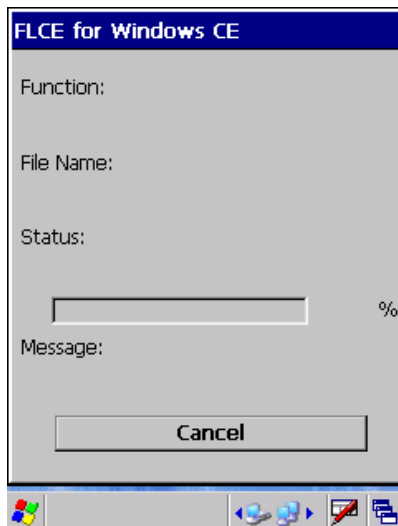 FLCE for Windows CE
Function:
File Name:
Status:
%
Message:
Cancel